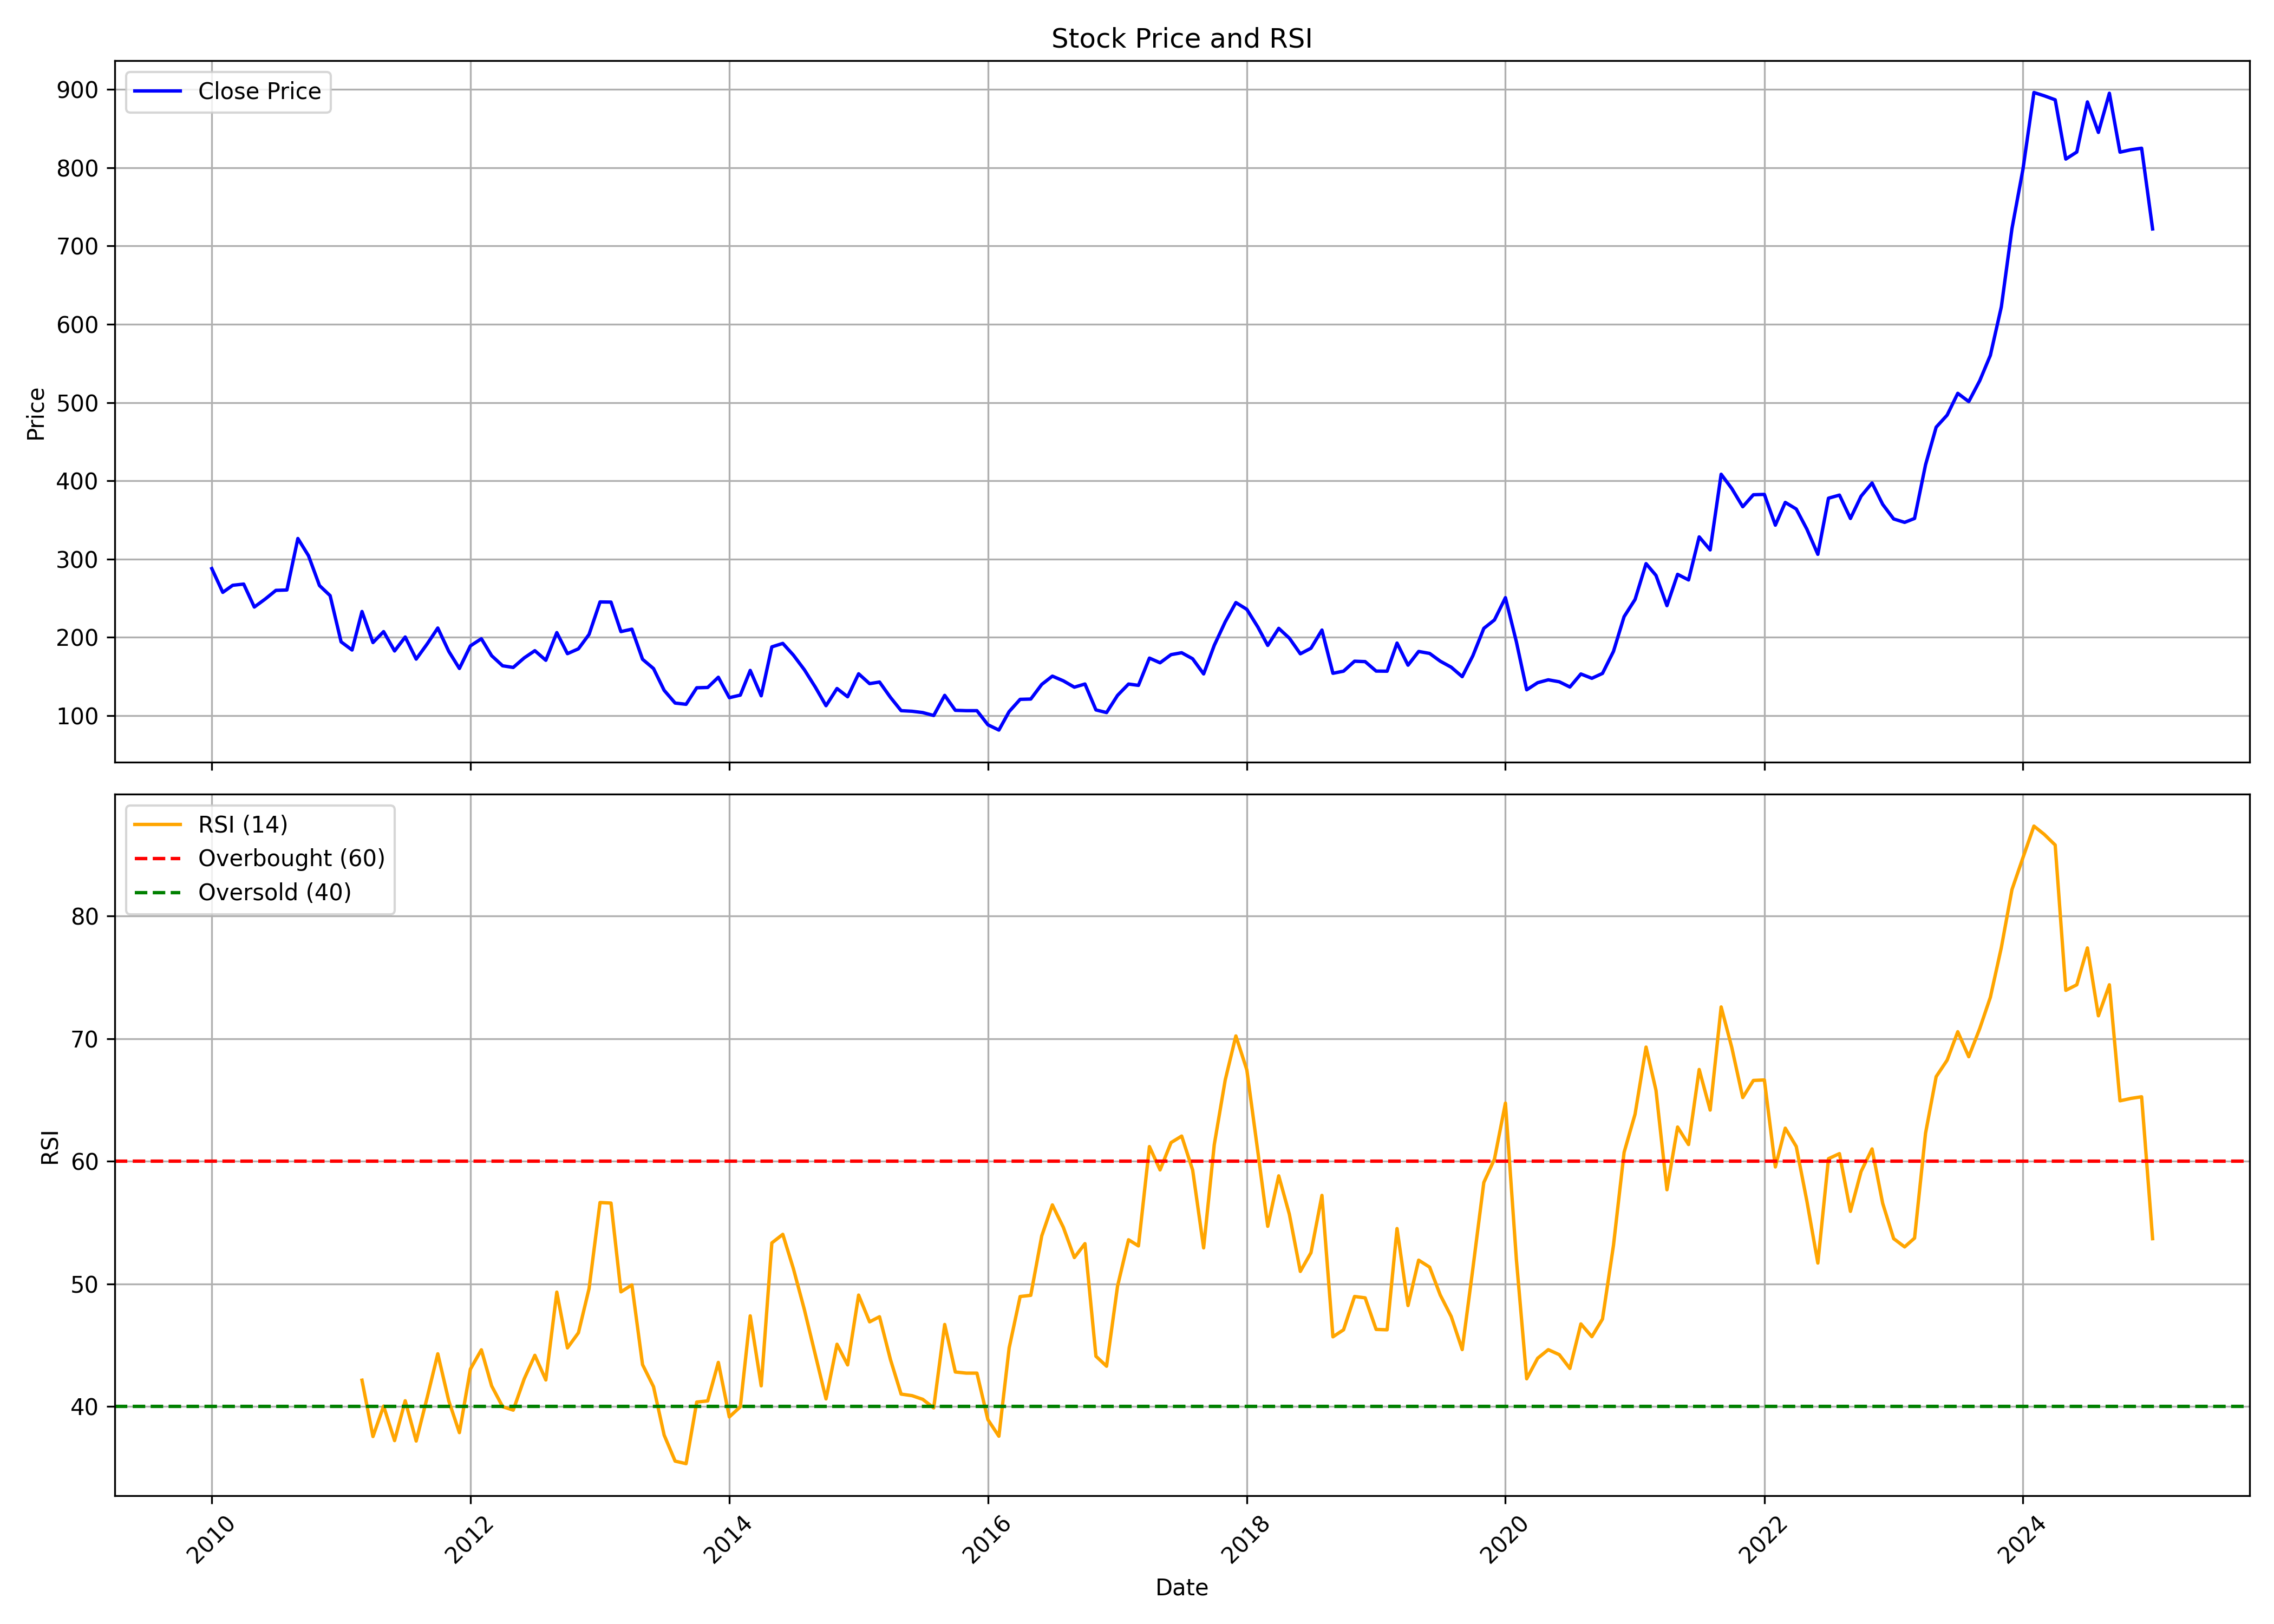 Stock Price and RSI
Close Price
900
800
700
600
500
400
300
200
100
Price
RSI (14)
Overbought (60)
Oversold (40)
80
70
60
50
40
RSI
2010
2012
2014
2016
2018
2020
2022
2024
Date